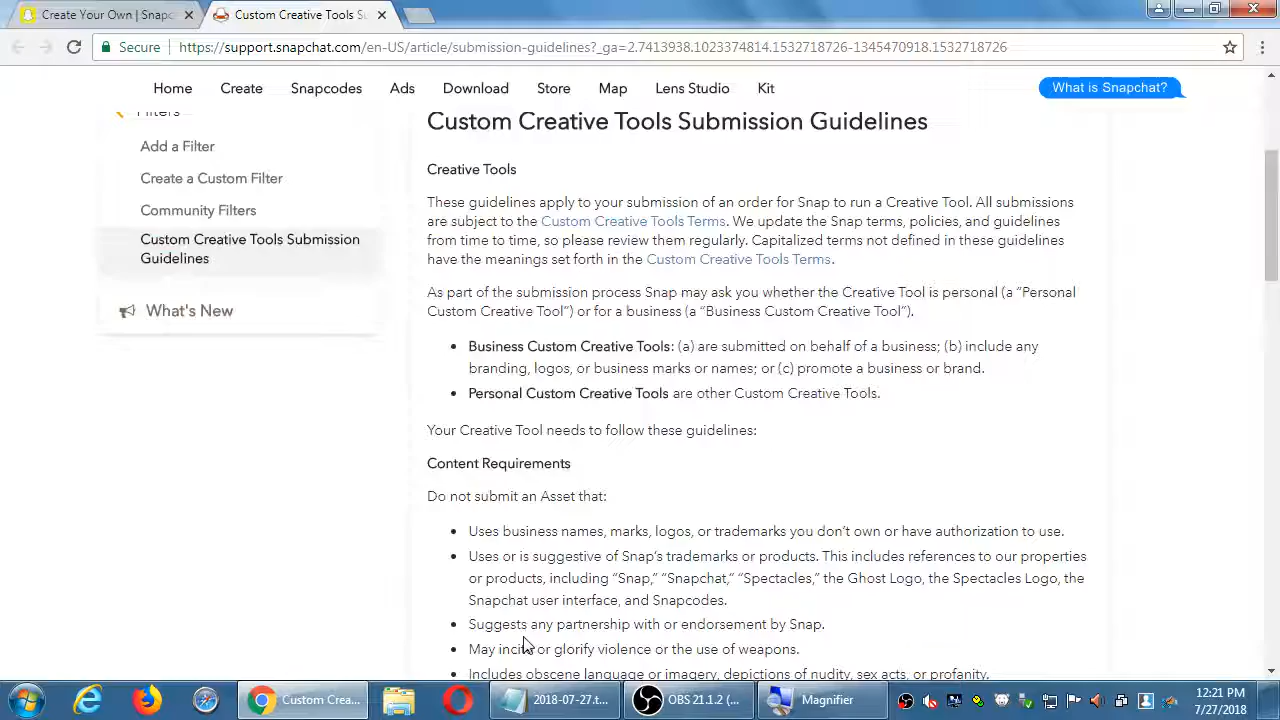 Create Your Own | Snapc
Custom Creative Tools S
Secure
https://support.snapchat.com/en-US/article/submission-guidelines?_ga=2.7413938.1023374814.1532718726-1345470918.1532718726
Home
Create
Snapcodes
Ads
Download
Store
Map
Lens Studio
Kit
What is Snapchat?
Filters
Add a Filter
Create a Custom Filter
Community Filters
Custom Creative Tools Submission
Guidelines
What's New
Custom Creative Tools Submission Guidelines
Creative Tools
These guidelines apply to your submission of an order for Snap to run a Creative Tool. All submissions
are subject to the Custom Creative Tools Terms. We update the Snap terms, policies, and guidelines
from time to time, so please review them regularly. Capitalized terms not defined in these guidelines
have the meanings set forth in the Custom Creative Tools Terms.
As part of the submission process Snap may ask you whether the Creative Tool is personal (a “Personal
Custom Creative Tool”) or for a business (a “Business Custom Creative Tool”).
• Business Custom Creative Tools: (a) are submitted on behalf of a business; (b) include any
branding, logos, or business marks or names; or (c) promote a business or brand.
• Personal Custom Creative Tools are other Custom Creative Tools.
Your Creative Tool needs to follow these guidelines:
Content Requirements
Do not submit an Asset that:
• Uses business names, marks, logos, or trademarks you don’t own or have authorization to use.
• Uses or is suggestive of Snap’s trademarks or products. This includes references to our properties
or products, including “Snap,” “Snapchat,” “Spectacles,” the Ghost Logo, the Spectacles Logo, the
Snapchat user interface, and Snapcodes.
• Suggests any partnership with or endorsement by Snap.
• May incite or glorify violence or the use of weapons.
• Includes obscene language or imagery, depictions of nudity, sex acts, or profanity.
Custom Crea...
2018-07-27.t...
OBS 21.1.2 (...
Magnifier
12:21 PM
7/27/2018